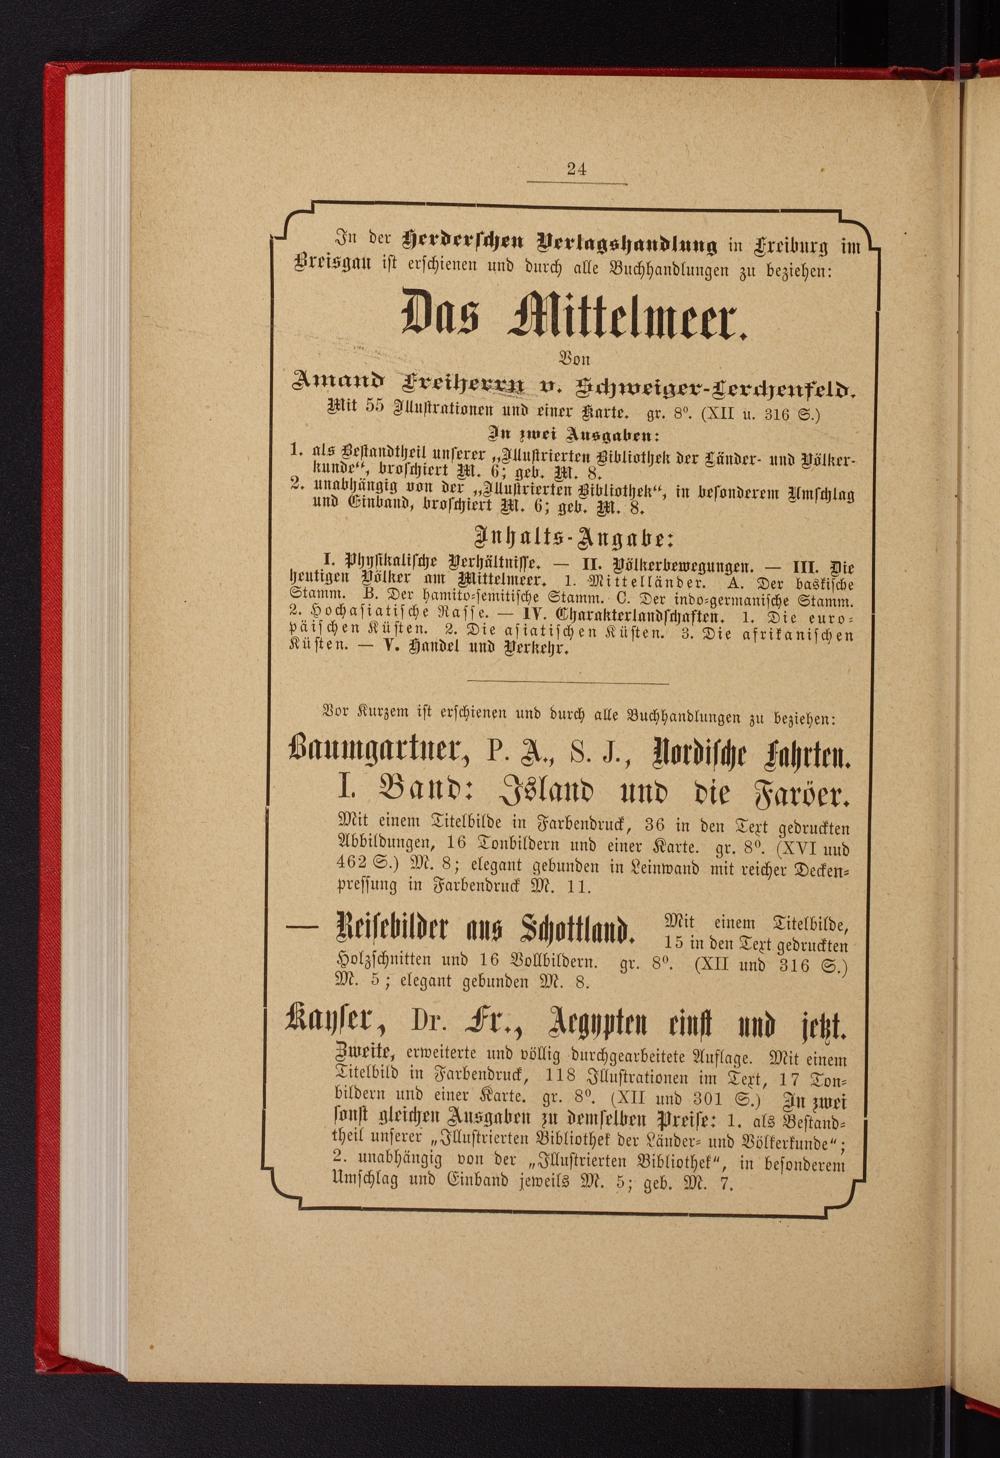 24
In der Herderschen Verlagshandlung in Freiburg im
Breisgau ist erschienen und durch alle Buchhandlungen zu beziehen:
Das Mittelmeer.
Von
Amand Freiherrn v. Schweiger-Lerchenfeld.
Mit 55 Illustrationen und einer Karte. gr. 8º. (XII u. 316 S.)
In zwei Ausgaben:
1. als Bestandtheil unserer „Illustrierten Bibliothek der Länder- und Völker-
kunde“, broschiert M. 6; geb. M. 8.
2. unabhängig von der „Illustrierten Bibliothek“, in besonderem Umschlag
und Einband, broschiert M. 6; geb. M. 8.
Inhalts-Angabe:
I. Physikalische Verhältnisse. — II. Völkerbewegungen. — III. Die
heutigen Völker am Mittelmeer. 1. Mittelländer. A. Der baskische
Stamm. B. Der hamito-semitische Stamm. C. Der indo-germanische Stamm.
2. Hochasiatische Rasse. — IV. Charakterlandschaften. 1. Die euro-
päischen Küsten. 2. Die asiatischen Küsten. 3. Die afrikanischen
Küsten. — V. Handel und Verkehr.
Vor Kurzem ist erschienen und durch alle Buchhandlungen zu beziehen:
Baumgartner, P. A., S. J., Nordische Fahrten.
I. Band: Island und die Faröer.
Mit einem Titelbilde in Farbendruck, 36 in den Text gedruckten
Abbildungen, 16 Tonbildern und einer Karte. gr. 8º. (XVI und
462 S.) M. 8; elegant gebunden in Leinwand mit reicher Decken-
pressung in Farbendruck M. 11.
— Reisebilder aus Schottland. Mit einem Titelbilde,
15 in den Text gedruckten
Holzschnitten und 16 Vollbildern. gr. 8º. (XII und 316 S.)
M. 5; elegant gebunden M. 8.
Kayser, Dr. Fr., Aegypten einst und jetzt.
Zweite, erweiterte und völlig durchgearbeitete Auflage. Mit einem
Titelbild in Farbendruck, 118 Illustrationen im Text, 17 Ton-
bildern und einer Karte. gr. 8º. (XII und 301 S.) In zwei
sonst gleichen Ausgaben zu demselben Preise: 1. als Bestand-
theil unserer „Illustrierten Bibliothek der Länder- und Völkerkunde“;
2. unabhängig von der „Illustrierten Bibliothek“, in besonderem
Umschlag und Einband jeweils M. 5; geb. M. 7.